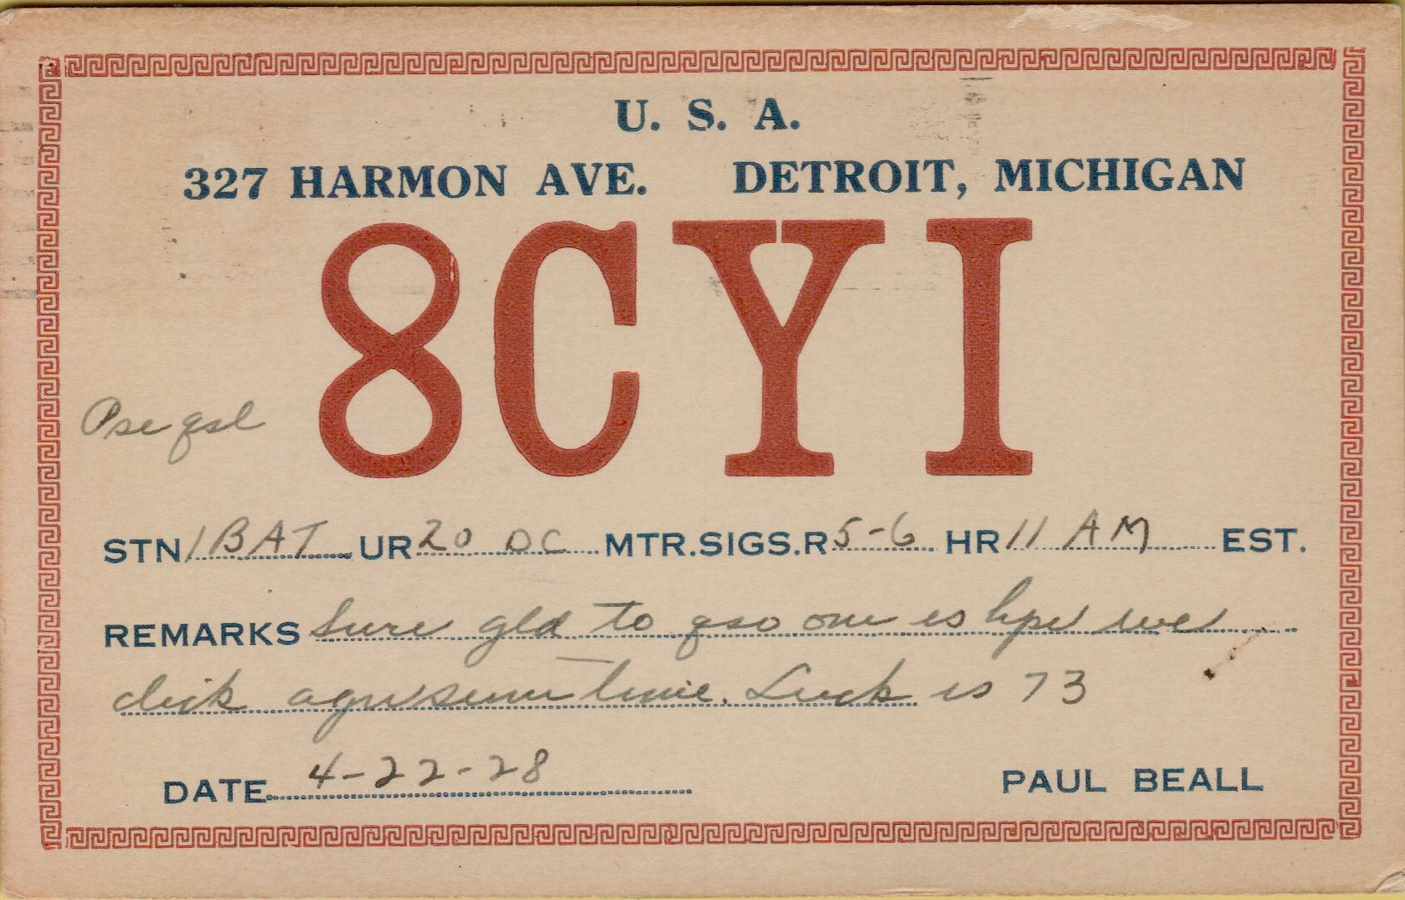 U. S. A.
327 HARMON AVE. DETROIT, MICHIGAN
8CYI
Pse qsl
STN 1BAT UR 20 DC MTR.SIGS.R 5-6 HR 11 AM EST.
REMARKS Sure gld to qso om es hpe we
click agn sum time. Luck es 73
DATE 4-22-28 PAUL BEALL